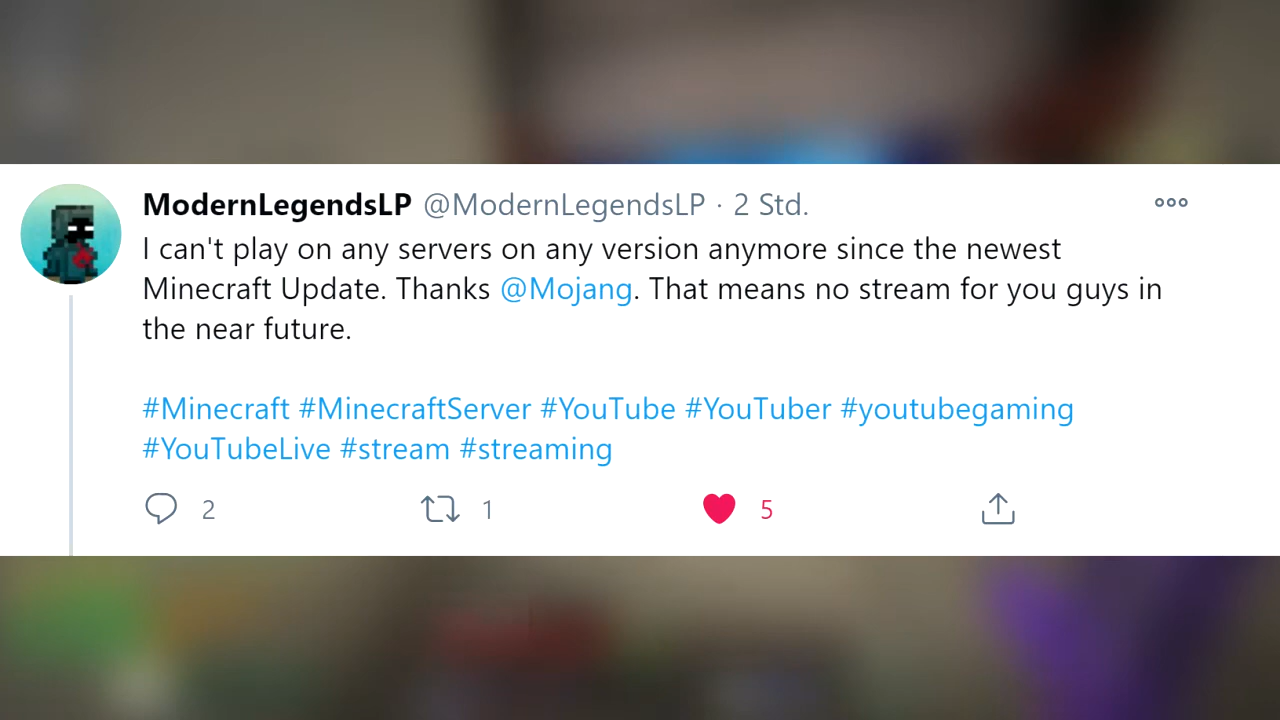 ModernLegendsLP @ModernLegendsLP · 2 Std.
I can't play on any servers on any version anymore since the newest
Minecraft Update. Thanks @Mojang. That means no stream for you guys in
the near future.
#Minecraft #MinecraftServer #YouTube #YouTuber #youtubegaming
#YouTubeLive #stream #streaming
2 1 5